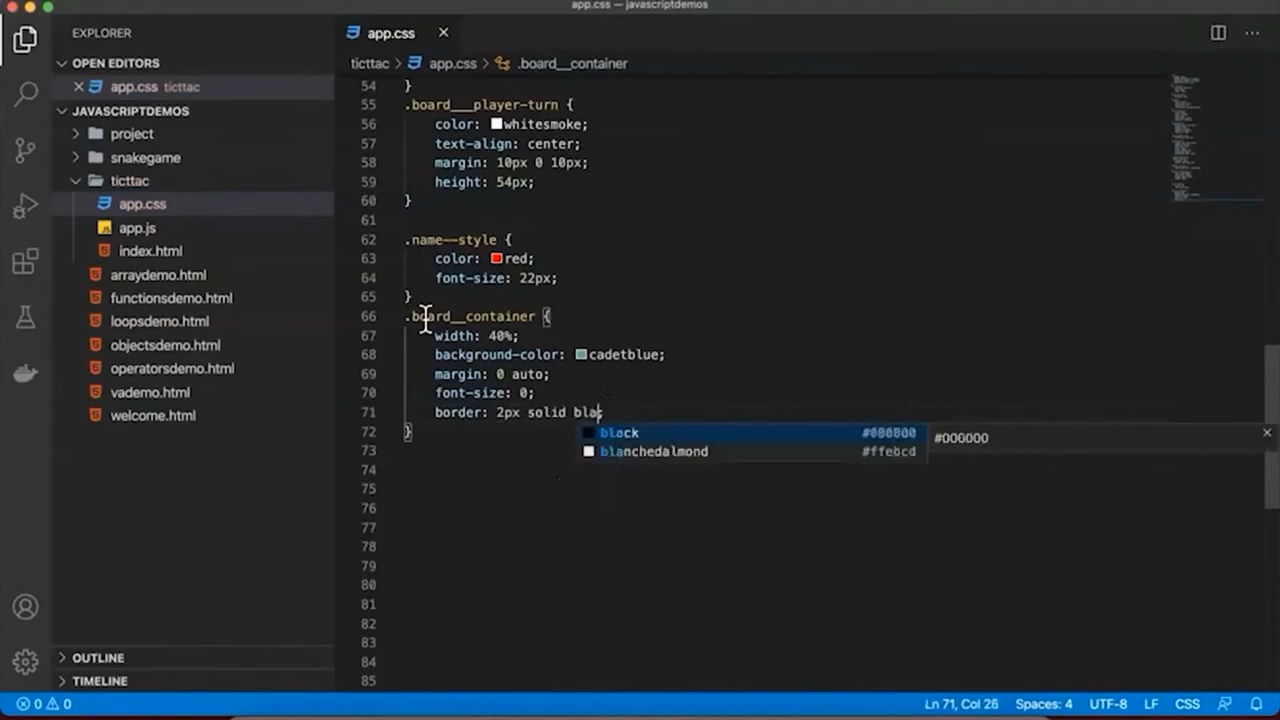 app.css — javascriptdemos
EXPLORER
OPEN EDITORS
app.css ticttac
JAVASCRIPTDEMOS
project
snakegame
ticttac
app.css
app.js
index.html
arraydemo.html
functionsdemo.html
loopsdemo.html
objectsdemo.html
operatorsdemo.html
vademo.html
welcome.html
OUTLINE
TIMELINE
app.css
ticttac > app.css > .board__container
54 }
55 .board___player-turn {
56 color: whitesmoke;
57 text-align: center;
58 margin: 10px 0 10px;
59 height: 54px;
60 }
61
62 .name--style {
63 color: red;
64 font-size: 22px;
65 }
66 .board__container {
67 width: 40%;
68 background-color: cadetblue;
69 margin: 0 auto;
70 font-size: 0;
71 border: 2px solid bla;
72 }
black #000000 #000000
blanchedalmond #ffebcd
73
74
75
76
77
78
79
80
81
82
83
84
85
0 0
Ln 71, Col 26 Spaces: 4 UTF-8 LF CSS